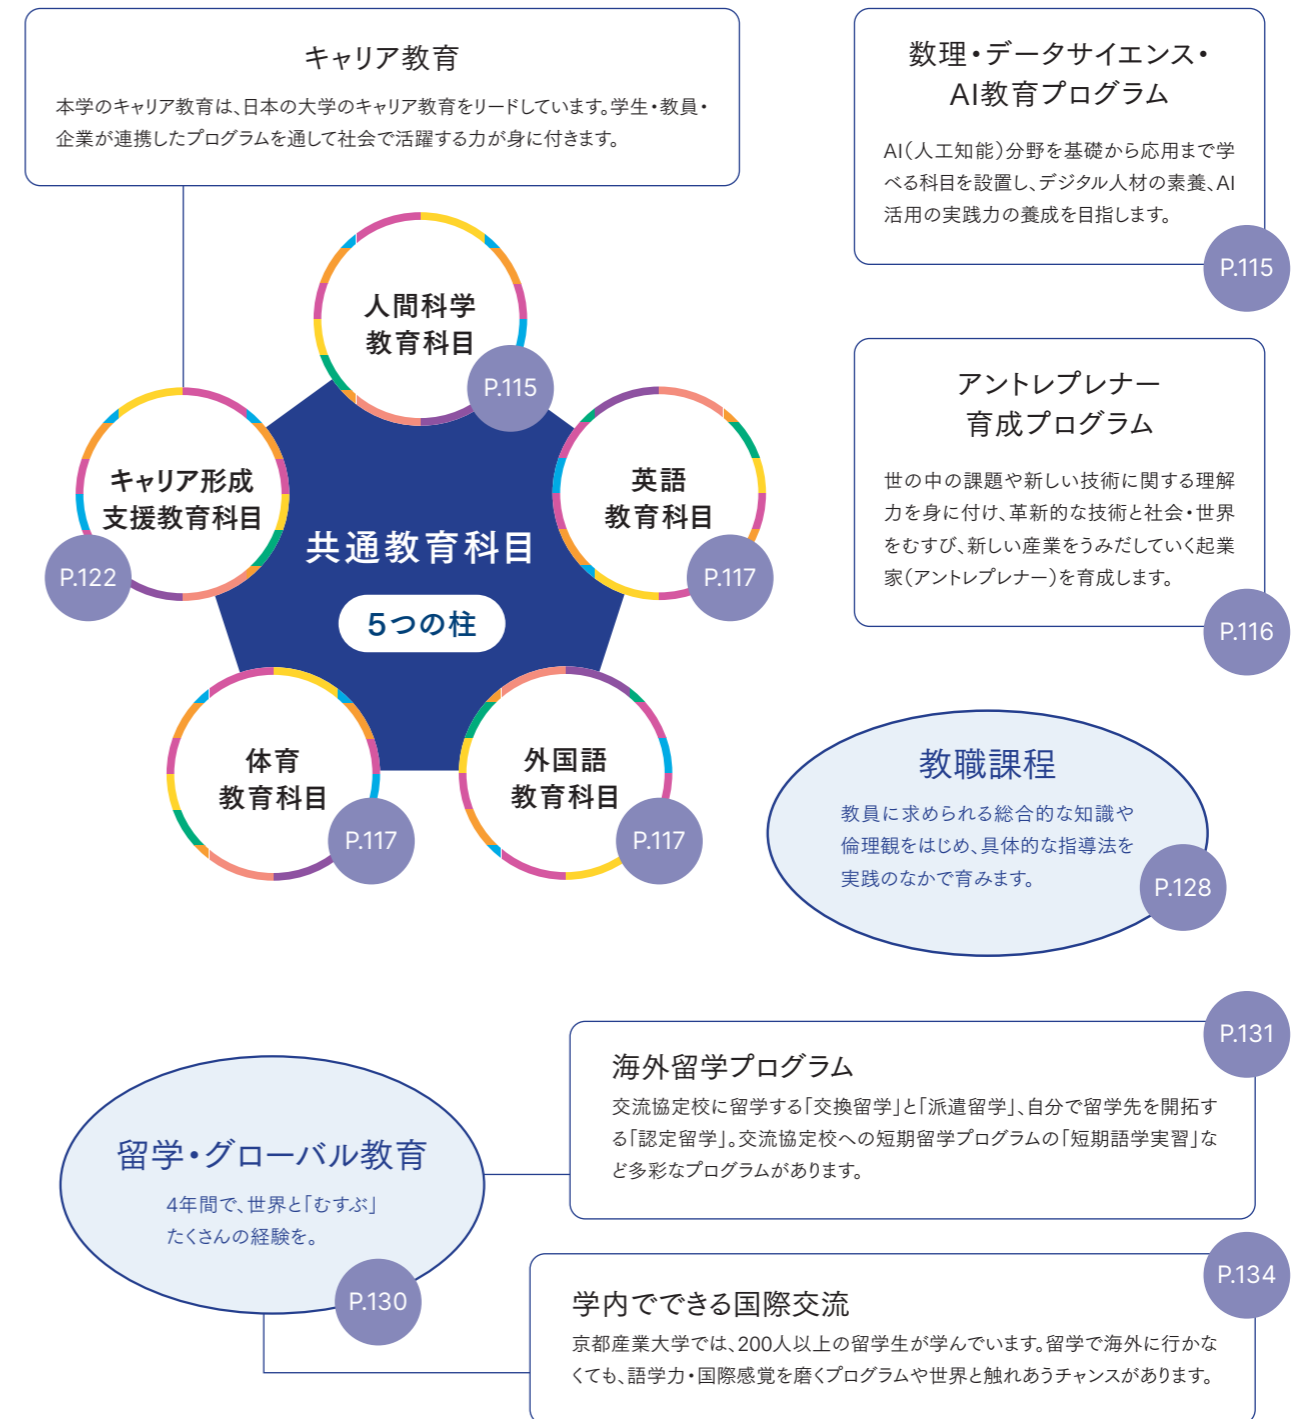 キャリア教育
本学のキャリア教育は、日本の大学のキャリア教育をリードしています。学生・教員・
企業が連携したプログラムを通して社会で活躍する力が身に付きます。
数理・データサイエンス・
AI教育プログラム
AI(人工知能)分野を基礎から応用まで学
べる科目を設置し、デジタル人材の素養、AI
活用の実践力の養成を目指します。
P.115
人間科学
教育科目
P.115
キャリア形成
支援教育科目
P.122
英語
教育科目
P.117
共通教育科目
5つの柱
体育
教育科目
P.117
外国語
教育科目
P.117
アントレプレナー
育成プログラム
世の中の課題や新しい技術に関する理解
力を身に付け、革新的な技術と社会・世界
をむすび、新しい産業をうみだしていく起業
家(アントレプレナー)を育成します。
P.116
教職課程
教員に求められる総合的な知識や
倫理観をはじめ、具体的な指導法を
実践のなかで育みます。
P.128
留学・グローバル教育
4年間で、世界と「むすぶ」
たくさんの経験を。
P.130
P.131
海外留学プログラム
交流協定校に留学する「交換留学」と「派遣留学」、自分で留学先を開拓す
る「認定留学」。交流協定校への短期留学プログラムの「短期語学実習」な
ど多彩なプログラムがあります。
P.134
学内でできる国際交流
京都産業大学では、200人以上の留学生が学んでいます。留学で海外に行かな
くても、語学力・国際感覚を磨くプログラムや世界と触れあうチャンスがあります。